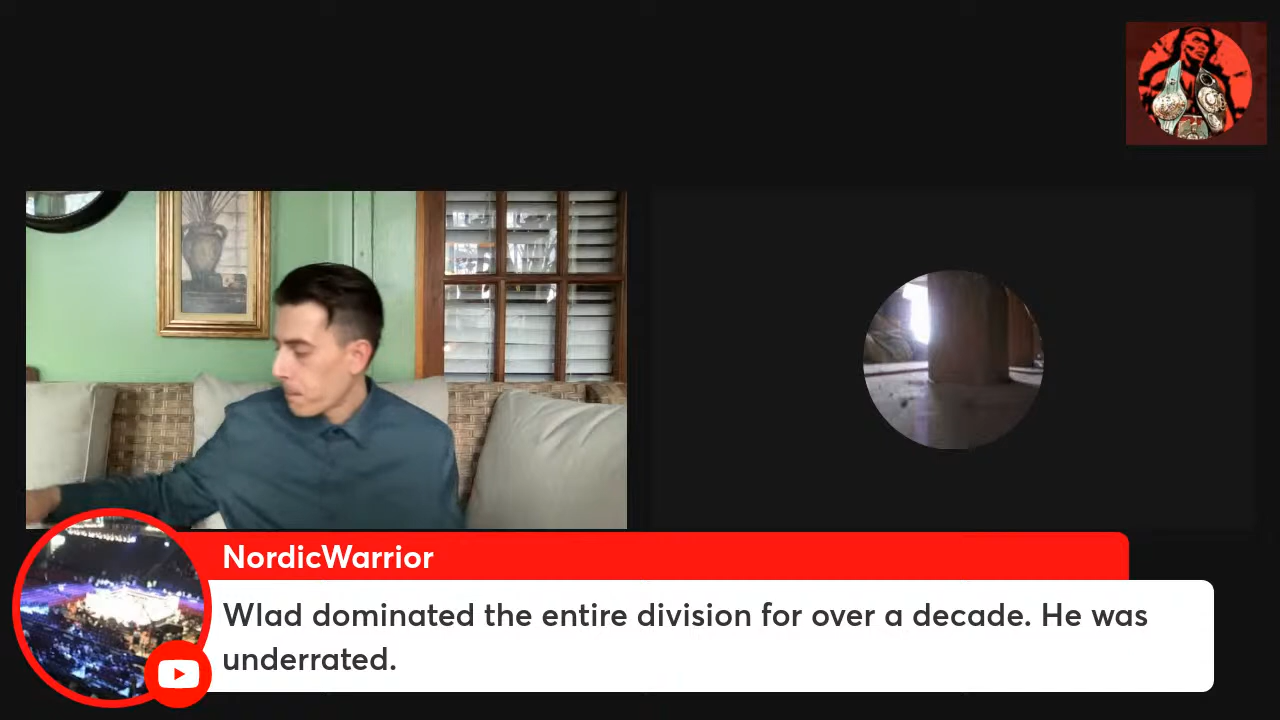 NordicWarrior
Wlad dominated the entire division for over a decade. He was
underrated.